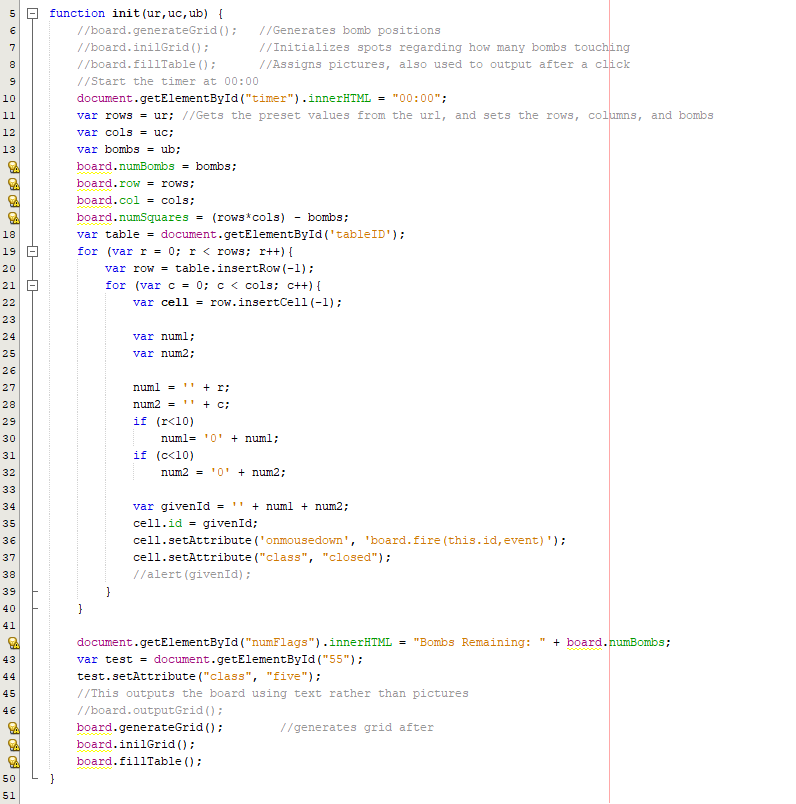 5 function init(ur,uc,ub) {
6 //board.generateGrid();   //Generates bomb positions
7 //board.inilGrid();       //Initializes spots regarding how many bombs touching
8 //board.fillTable();      //Assigns pictures, also used to output after a click
9 //Start the timer at 00:00
10 document.getElementById("timer").innerHTML = "00:00";
11 var rows = ur; //Gets the preset values from the url, and sets the rows, columns, and bombs
12 var cols = uc;
13 var bombs = ub;
board.numBombs = bombs;
board.row = rows;
board.col = cols;
board.numSquares = (rows*cols) - bombs;
18 var table = document.getElementById('tableID');
19 for (var r = 0; r < rows; r++){
20 var row = table.insertRow(-1);
21 for (var c = 0; c < cols; c++){
22 var cell = row.insertCell(-1);
23
24 var num1;
25 var num2;
26
27 num1 = '' + r;
28 num2 = '' + c;
29 if (r<10)
30 num1= '0' + num1;
31 if (c<10)
32 num2 = '0' + num2;
33
34 var givenId = '' + num1 + num2;
35 cell.id = givenId;
36 cell.setAttribute('onmousedown', 'board.fire(this.id,event)');
37 cell.setAttribute("class", "closed");
38 //alert(givenId);
39 }
40 }
41
document.getElementById("numFlags").innerHTML = "Bombs Remaining: " + board.numBombs;
43 var test = document.getElementById("55");
44 test.setAttribute("class", "five");
45 //This outputs the board using text rather than pictures
46 //board.outputGrid();
board.generateGrid();        //generates grid after
board.inilGrid();
board.fillTable();
50 }
51